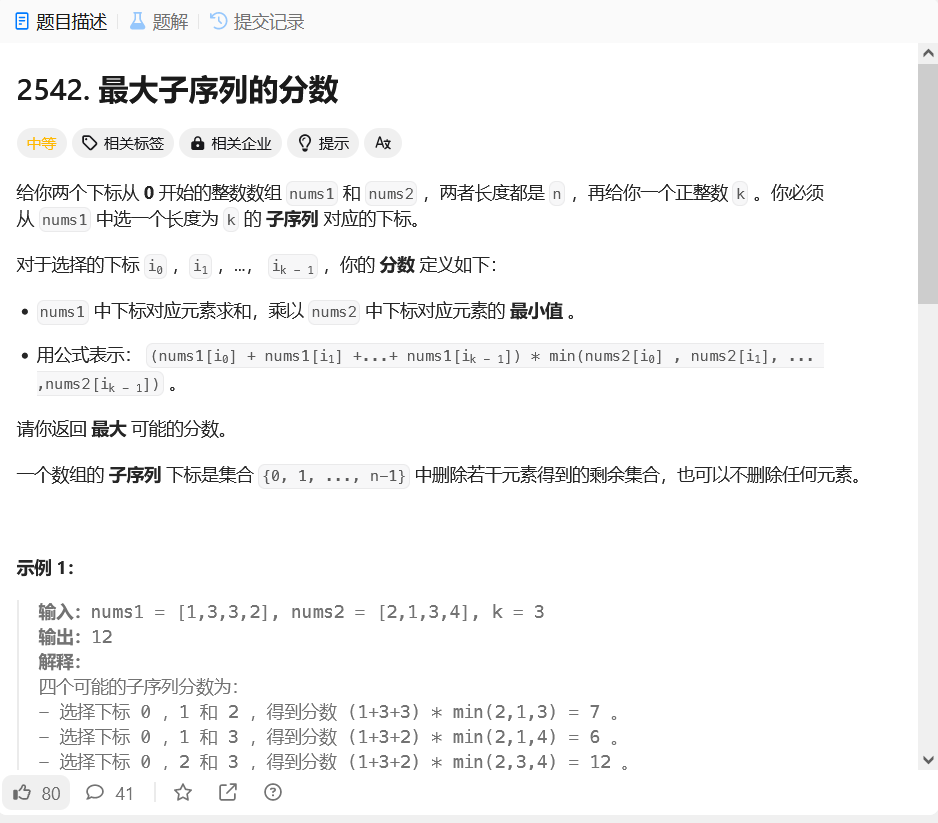 题目描述 题解 提交记录
2542. 最大子序列的分数
中等 相关标签 相关企业 提示 Az
给你两个下标从 0 开始的整数数组 nums1 和 nums2 ，两者长度都是 n ，再给你一个正整数 k 。你必须
从 nums1 中选一个长度为 k 的 子序列 对应的下标。
对于选择的下标 i₀ ，i₁ ，…， iₖ ₋ ₁ ，你的 分数 定义如下：
• nums1 中下标对应元素求和，乘以 nums2 中下标对应元素的 最小值 。
• 用公式表示： (nums1[i₀] + nums1[i₁] +...+ nums1[iₖ ₋ ₁]) * min(nums2[i₀] , nums2[i₁], ...
,nums2[iₖ ₋ ₁]) 。
请你返回 最大 可能的分数。
一个数组的 子序列 下标是集合 {0, 1, ..., n-1} 中删除若干元素得到的剩余集合，也可以不删除任何元素。
示例 1：
输入：nums1 = [1,3,3,2], nums2 = [2,1,3,4], k = 3
输出：12
解释：
四个可能的子序列分数为：
- 选择下标 0 ，1 和 2 ，得到分数 (1+3+3) * min(2,1,3) = 7 。
- 选择下标 0 ，1 和 3 ，得到分数 (1+3+2) * min(2,1,4) = 6 。
- 选择下标 0 ，2 和 3 ，得到分数 (1+3+2) * min(2,3,4) = 12 。
80 41